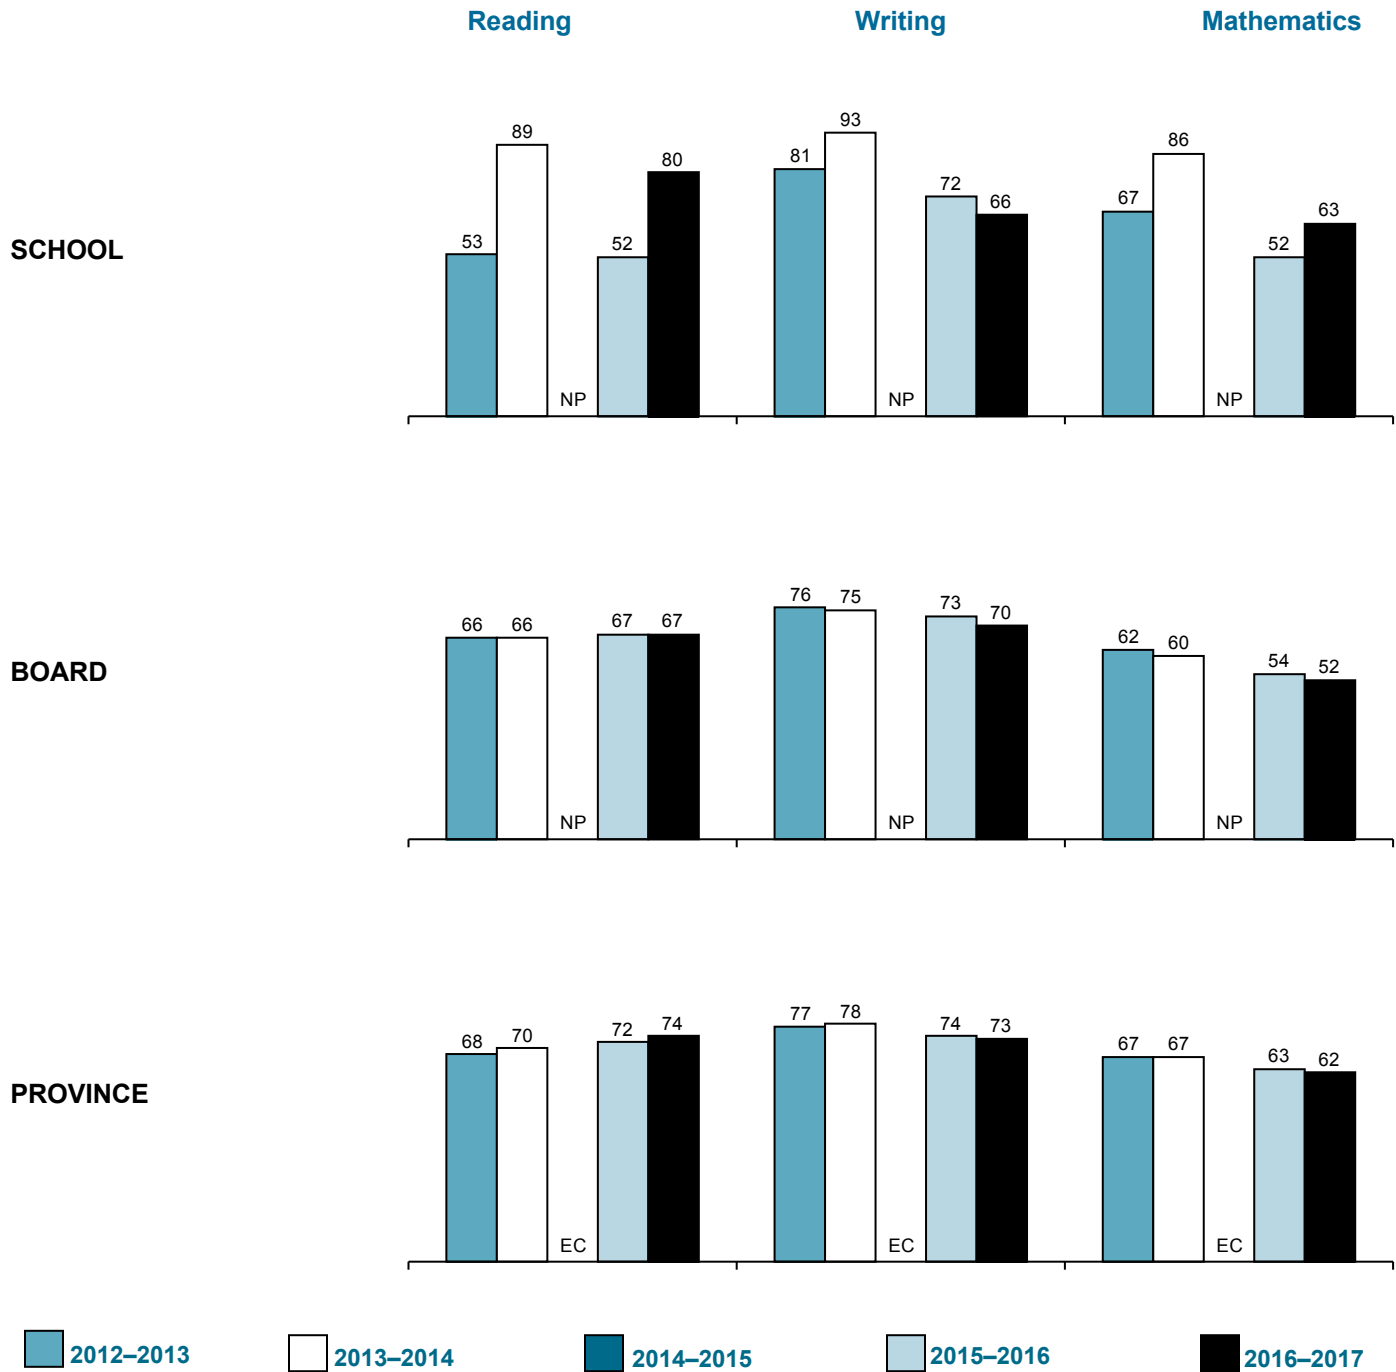 Reading Writing Mathematics
SCHOOL
53 89 NP 52 80 81 93 NP 72 66 67 86 NP 52 63
BOARD
66 66 NP 67 67 76 75 NP 73 70 62 60 NP 54 52
PROVINCE
68 70 EC 72 74 77 78 EC 74 73 67 67 EC 63 62
2012–2013 2013–2014 2014–2015 2015–2016 2016–2017